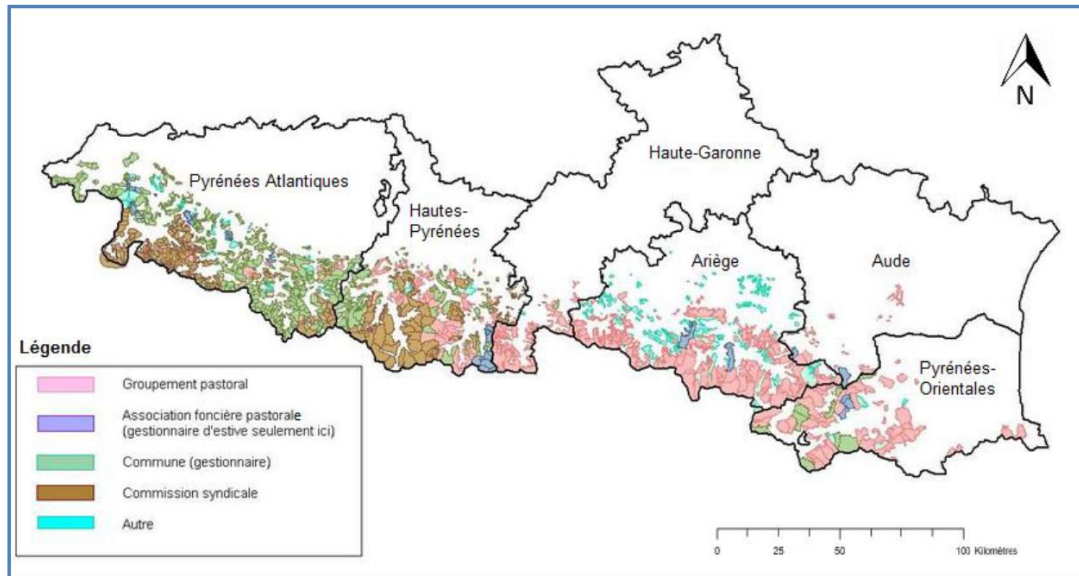 N
Haute-Garonne
Pyrénées Atlantiques
Hautes-
Pyrénées
Ariège
Aude
Pyrénées-
Orientales
Légende
Groupement pastoral
Association foncière pastorale
(gestionnaire d'estive seulement ici)
Commune (gestionnaire)
Commission syndicale
Autre
0 25 50 100 Kilomètres